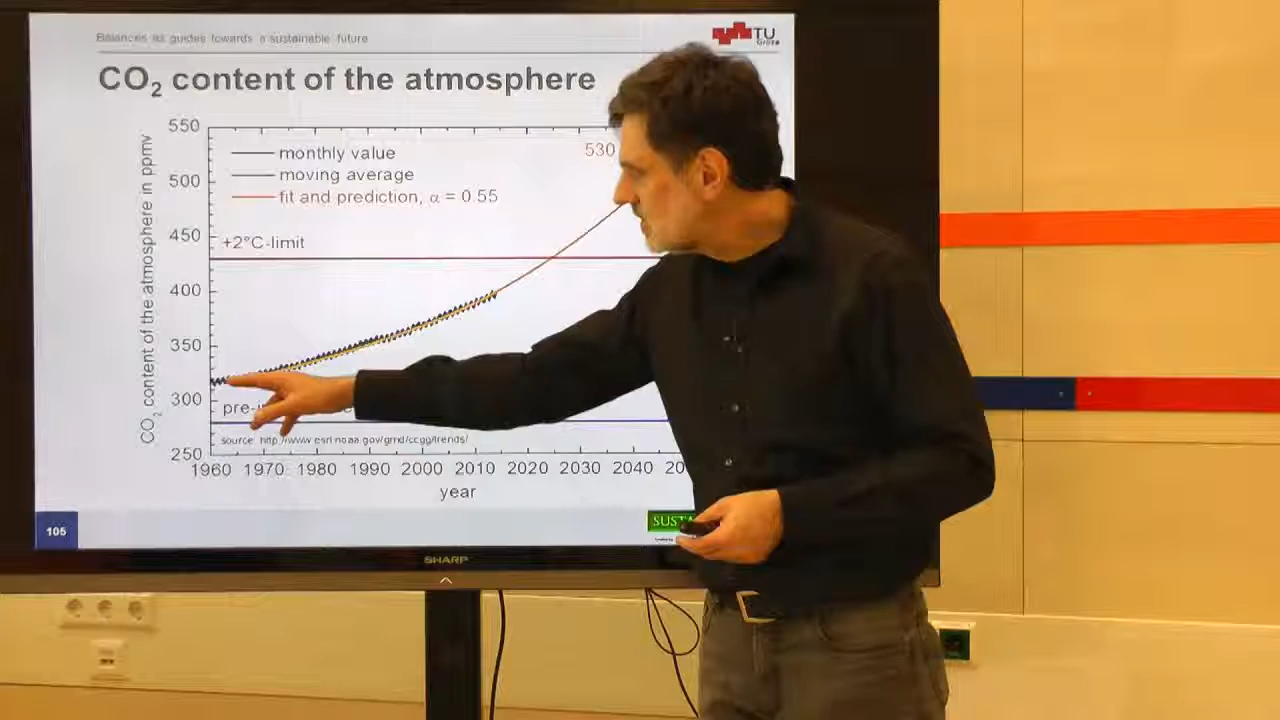 Balances as guides towards a sustainable future
TU
Graz
CO₂ content of the atmosphere
550
500
450
400
350
300
250
CO₂ content of the atmosphere in ppmv
monthly value
moving average
fit and prediction, α = 0.55
530
+2°C-limit
pre-i
source: http://www.esrl.noaa.gov/gmd/ccgg/trends/
1960 1970 1980 1990 2000 2010 2020 2030 2040 20
year
105
SUSTA
SHARP